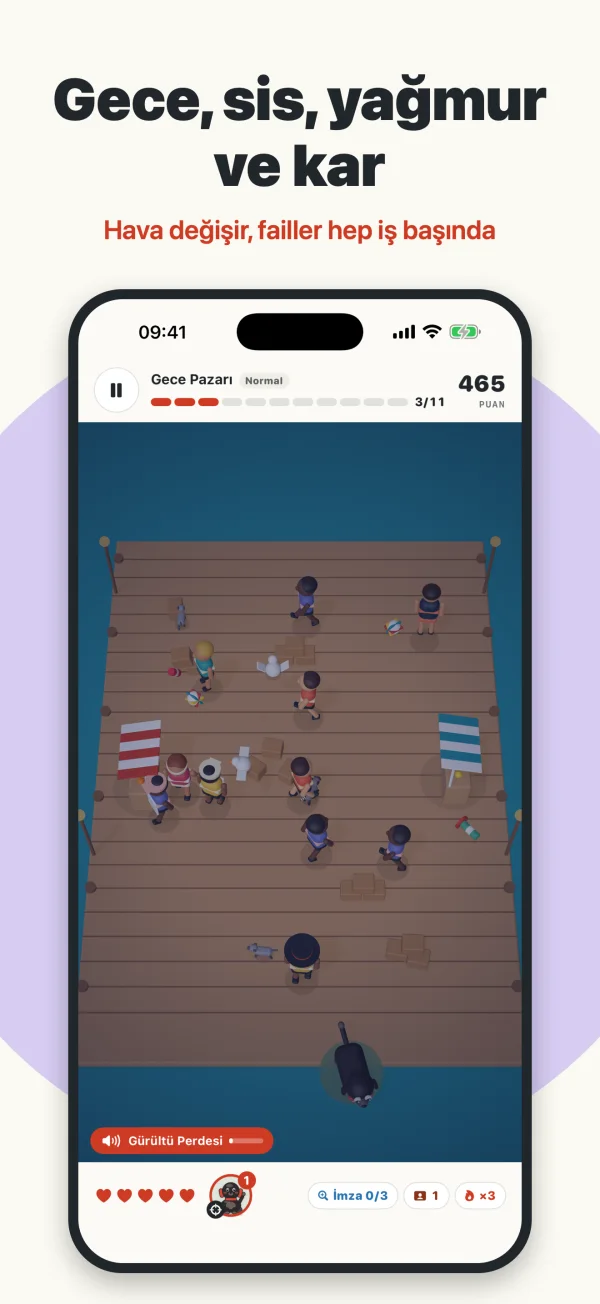 Gece, sis, yağmur
ve kar
Hava değişir, failler hep iş başında
09:41
Gece Pazarı Normal
3/11
465
PUAN
Gürültü Perdesi
1
İmza 0/3
1
×3